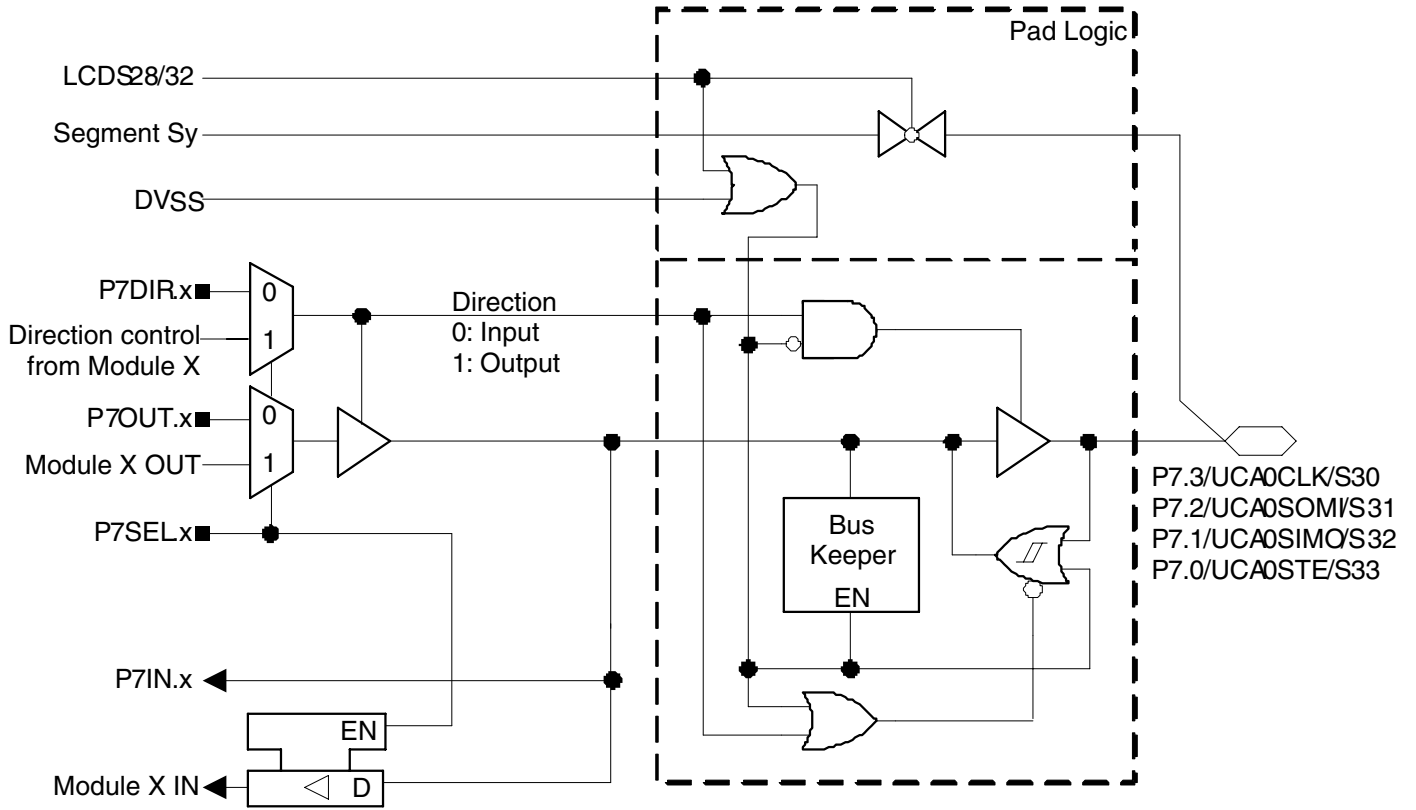 Pad Logic
LCDS28/32
Segment Sy
DVSS
P7DIR.x
0
1
Direction control
from Module X
Direction
0: Input
1: Output
P7OUT.x
0
1
Module X OUT
P7SEL.x
Bus
Keeper
EN
P7.3/UCA0CLK/S30
P7.2/UCA0SOMI/S31
P7.1/UCA0SIMO/S32
P7.0/UCA0STE/S33
P7IN.x
EN
Module X IN
D